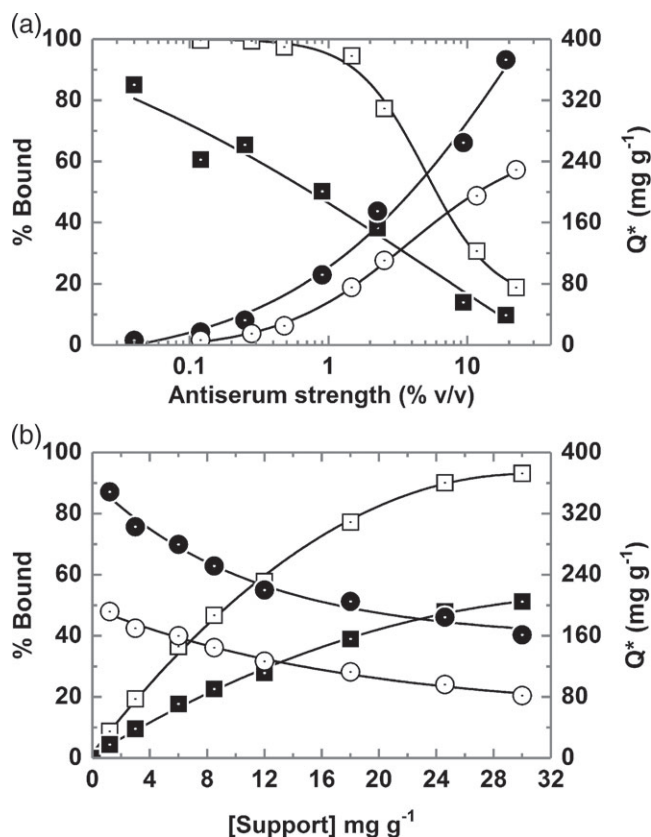 (a)
100
80
60
40
20
0
% Bound
400
320
240
160
80
0
Q* (mg g⁻¹)
0.1 1 10
Antiserum strength (% v/v)
(b)
100
80
60
40
20
0
% Bound
400
320
240
160
80
0
Q* (mg g⁻¹)
0 4 8 12 16 20 24 28 32
[Support] mg g⁻¹